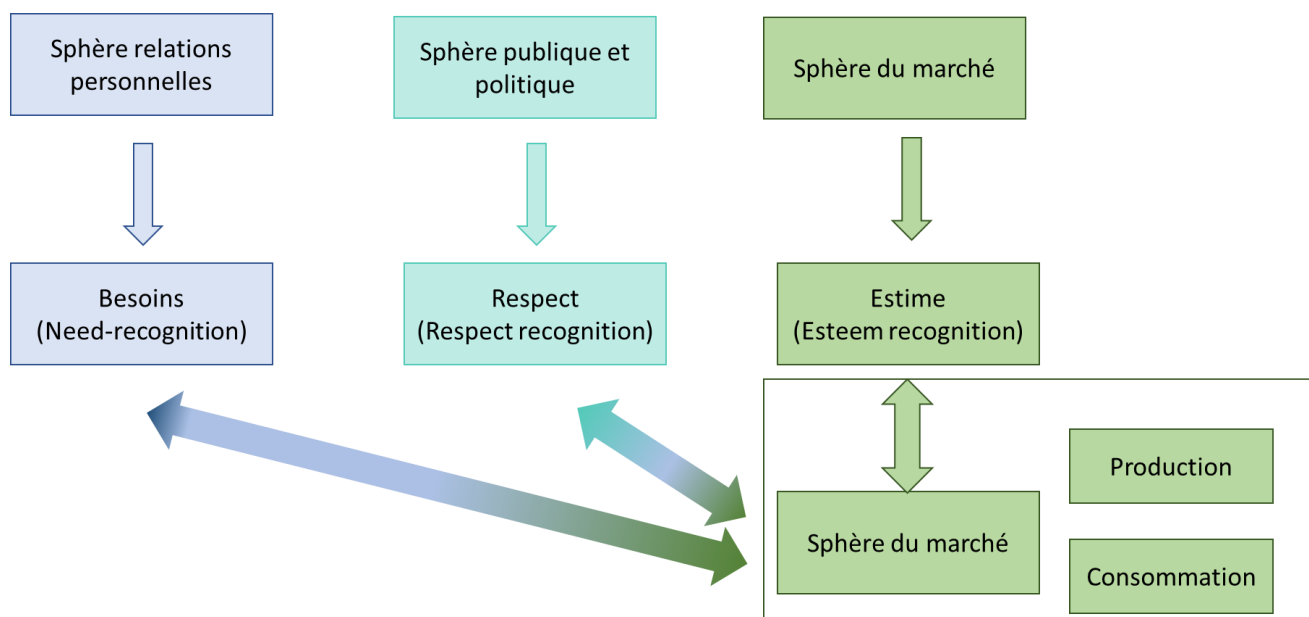 Sphère relations
personnelles
Sphère publique et
politique
Sphère du marché
Besoins
(Need-recognition)
Respect
(Respect recognition)
Estime
(Esteem recognition)
Production
Sphère du marché
Consommation